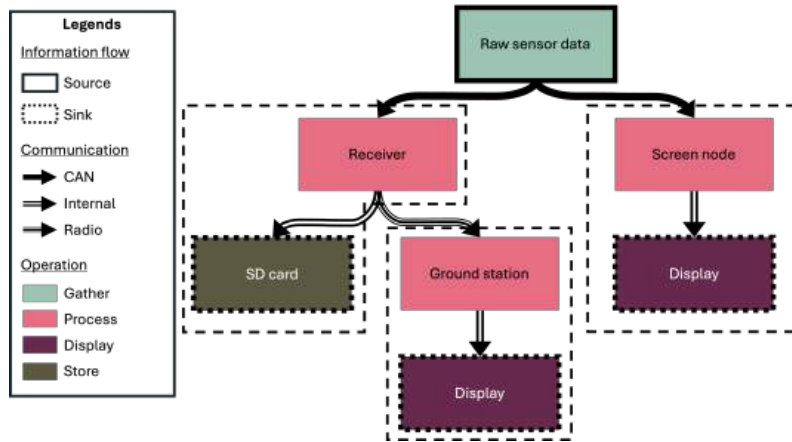 Legends
Information flow
Source
Sink
Communication
CAN
Internal
Radio
Operation
Gather
Process
Display
Store
Raw sensor data
Receiver
Screen node
SD card
Ground station
Display
Display